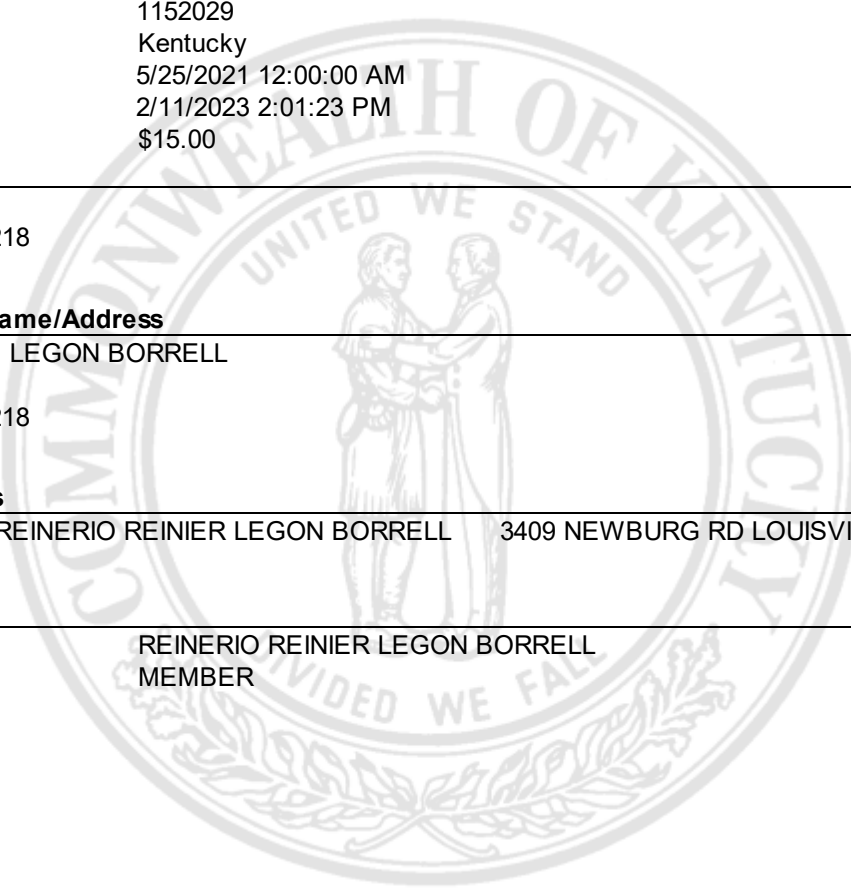 1152029
Kentucky
5/25/2021 12:00:00 AM
2/11/2023 2:01:23 PM
$15.00
218
ame/Address
LEGON BORRELL
218
s
REINERIO REINIER LEGON BORRELL 3409 NEWBURG RD LOUISVI
REINERIO REINIER LEGON BORRELL
MEMBER
COMMONWEALTH OF KENTUCKY
UNITED WE STAND
DIVIDED WE FALL